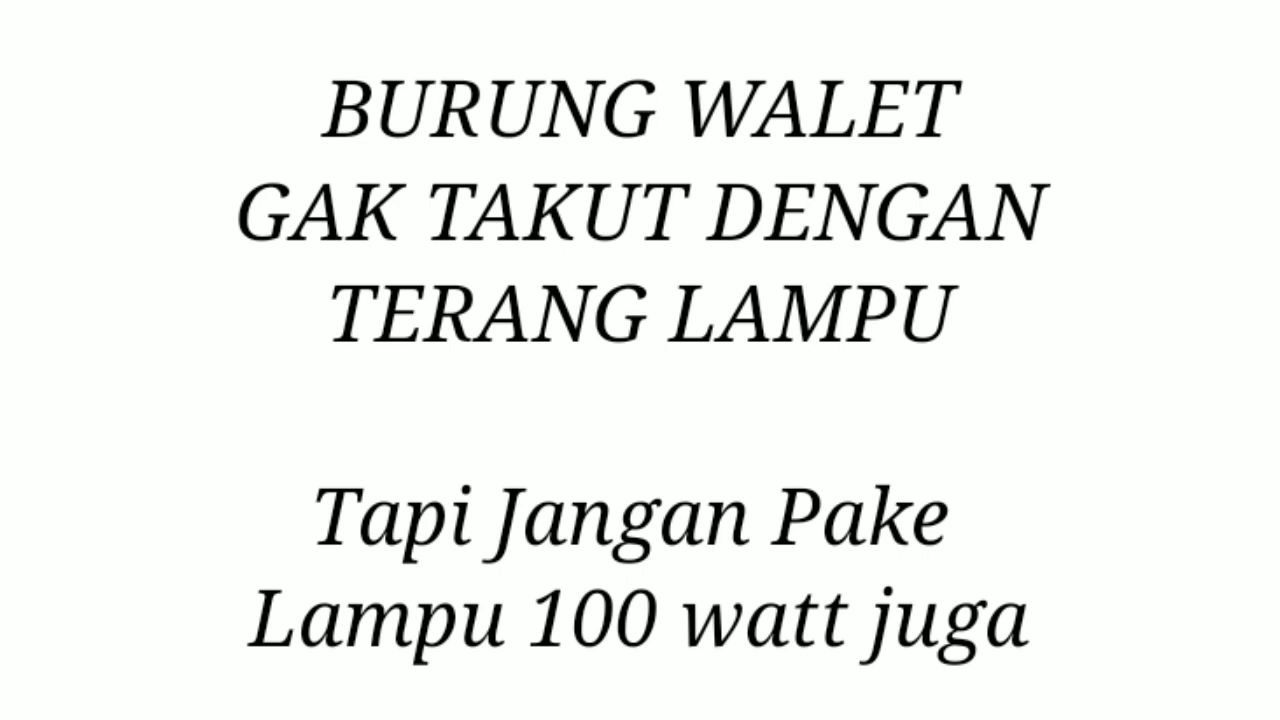 BURUNG WALET
GAK TAKUT DENGAN
TERANG LAMPU
Tapi Jangan Pake
Lampu 100 watt juga